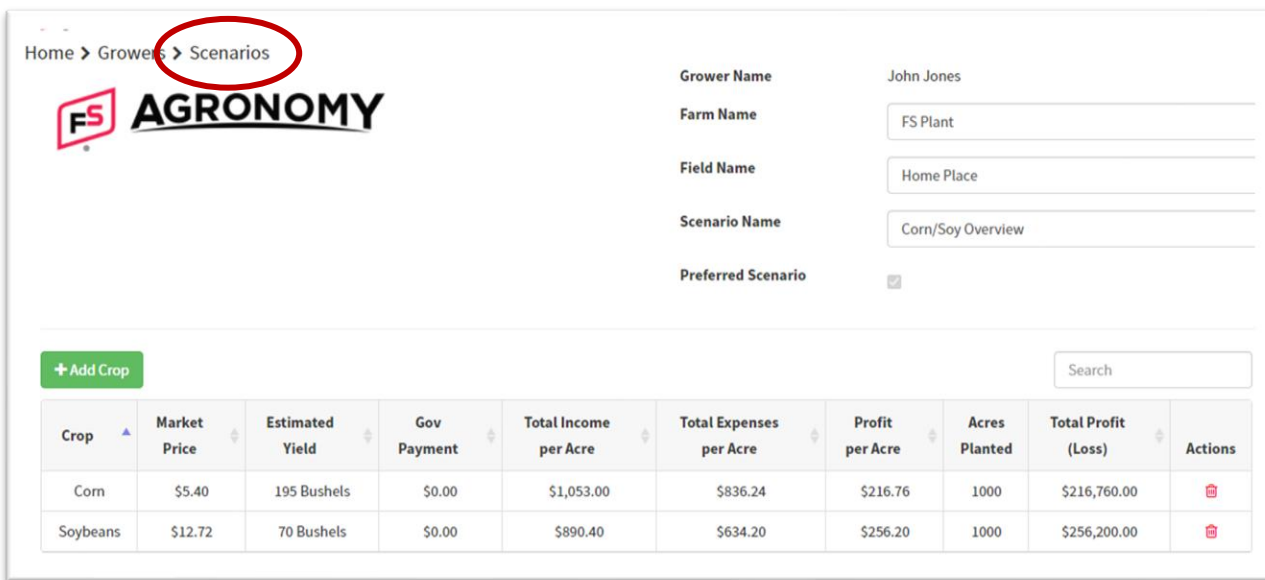 Home > Growers > Scenarios
FS AGRONOMY
Grower Name John Jones
Farm Name FS Plant
Field Name Home Place
Scenario Name Corn/Soy Overview
Preferred Scenario
+ Add Crop Search
Crop Market Price Estimated Yield Gov Payment Total Income per Acre Total Expenses per Acre Profit per Acre Acres Planted Total Profit (Loss) Actions
Corn $5.40 195 Bushels $0.00 $1,053.00 $836.24 $216.76 1000 $216,760.00
Soybeans $12.72 70 Bushels $0.00 $890.40 $634.20 $256.20 1000 $256,200.00